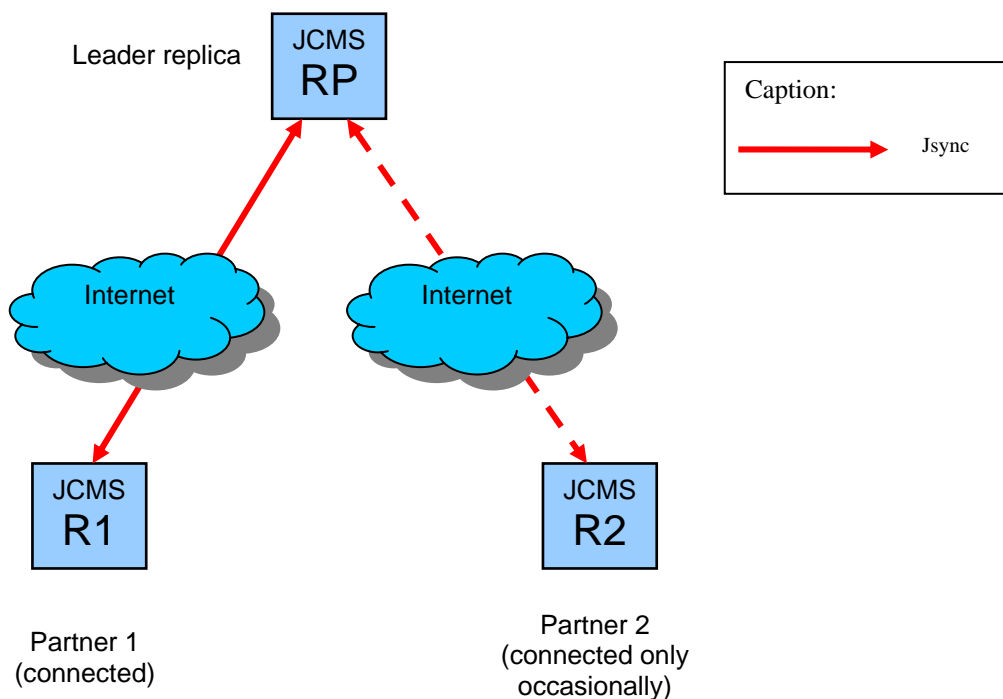 Leader replica
JCMS
RP
Caption:
Jsync
Internet
Internet
JCMS
R1
JCMS
R2
Partner 1
(connected)
Partner 2
(connected only
occasionally)